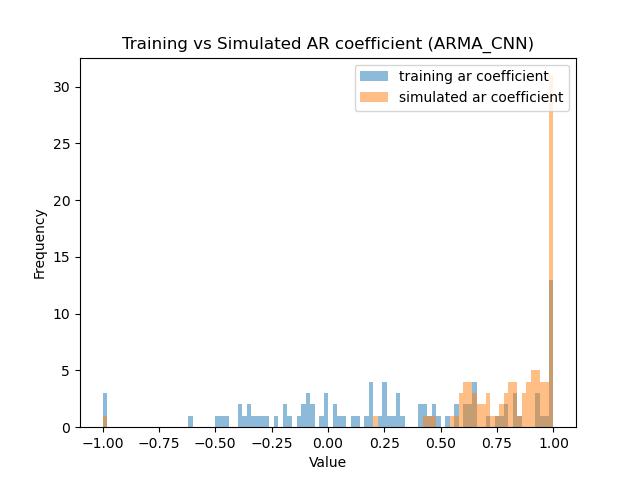 Training vs Simulated AR coefficient (ARMA_CNN)
training ar coefficient
simulated ar coefficient
Frequency
30
25
20
15
10
5
0
−1.00 −0.75 −0.50 −0.25 0.00 0.25 0.50 0.75 1.00
Value